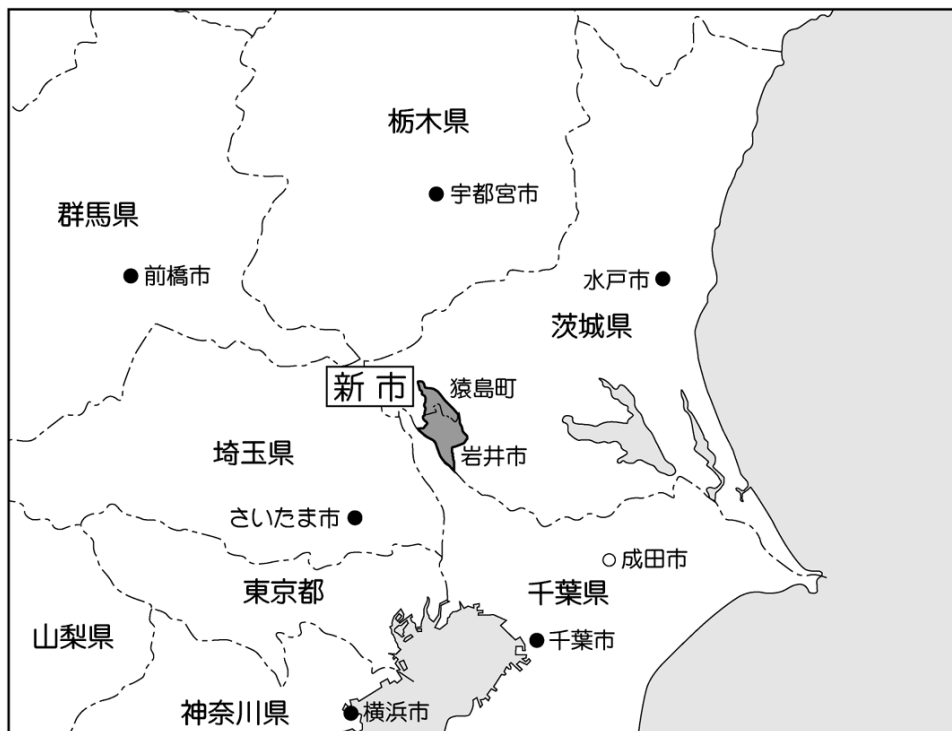 栃木県
宇都宮市
群馬県
前橋市
水戸市
茨城県
新市
猿島町
岩井市
埼玉県
さいたま市
成田市
東京都
千葉県
山梨県
千葉市
神奈川県
横浜市